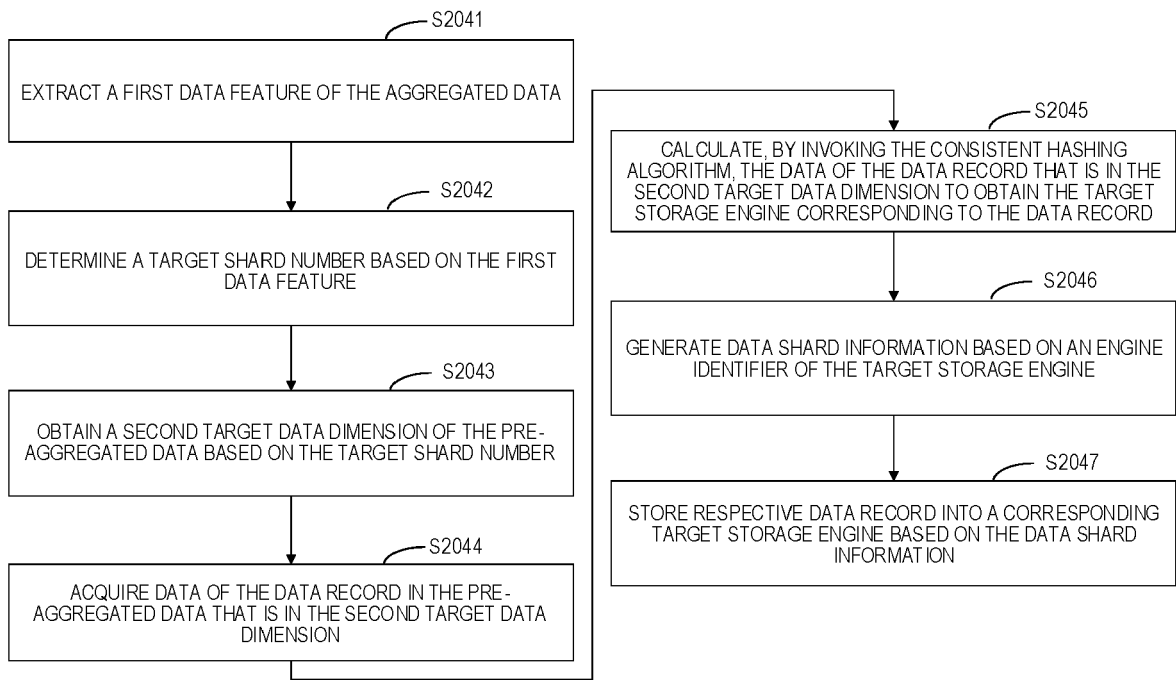 S2041
EXTRACT A FIRST DATA FEATURE OF THE AGGREGATED DATA
S2042
DETERMINE A TARGET SHARD NUMBER BASED ON THE FIRST
DATA FEATURE
S2043
OBTAIN A SECOND TARGET DATA DIMENSION OF THE PRE-
AGGREGATED DATA BASED ON THE TARGET SHARD NUMBER
S2044
ACQUIRE DATA OF THE DATA RECORD IN THE PRE-
AGGREGATED DATA THAT IS IN THE SECOND TARGET DATA
DIMENSION
S2045
CALCULATE, BY INVOKING THE CONSISTENT HASHING
ALGORITHM, THE DATA OF THE DATA RECORD THAT IS IN THE
SECOND TARGET DATA DIMENSION TO OBTAIN THE TARGET
STORAGE ENGINE CORRESPONDING TO THE DATA RECORD
S2046
GENERATE DATA SHARD INFORMATION BASED ON AN ENGINE
IDENTIFIER OF THE TARGET STORAGE ENGINE
S2047
STORE RESPECTIVE DATA RECORD INTO A CORRESPONDING
TARGET STORAGE ENGINE BASED ON THE DATA SHARD
INFORMATION